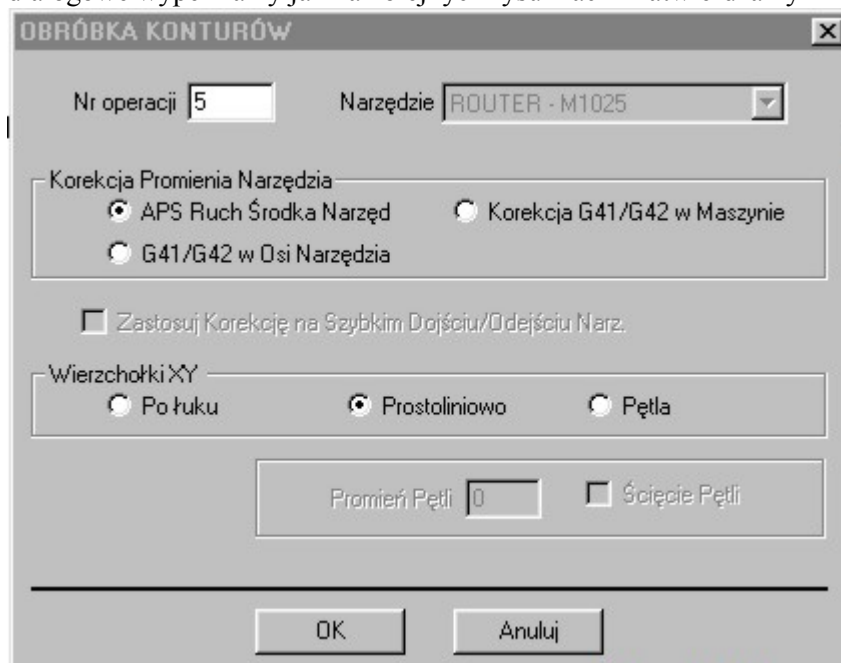 OBRÓBKA KONTURÓW
Nr operacji 5 Narzędzie ROUTER - M1025
Korekcja Promienia Narzędzia
APS Ruch Środka Narzęd Korekcja G41/G42 w Maszynie
G41/G42 w Osi Narzędzia
Zastosuj Korekcję na Szybkim Dojściu/Odejściu Narz.
Wierzchołki XY
Po łuku Prostoliniowo Pętla
Promień Pętli 0 Ścięcie Pętli
OK Anuluj